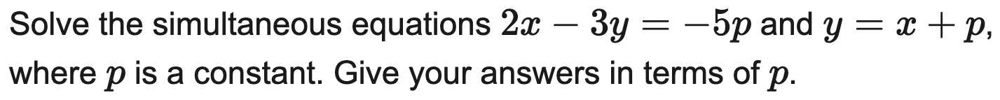 Solve the simultaneous equations 2x − 3y = −5p and y = x + p,
where p is a constant. Give your answers in terms of p.